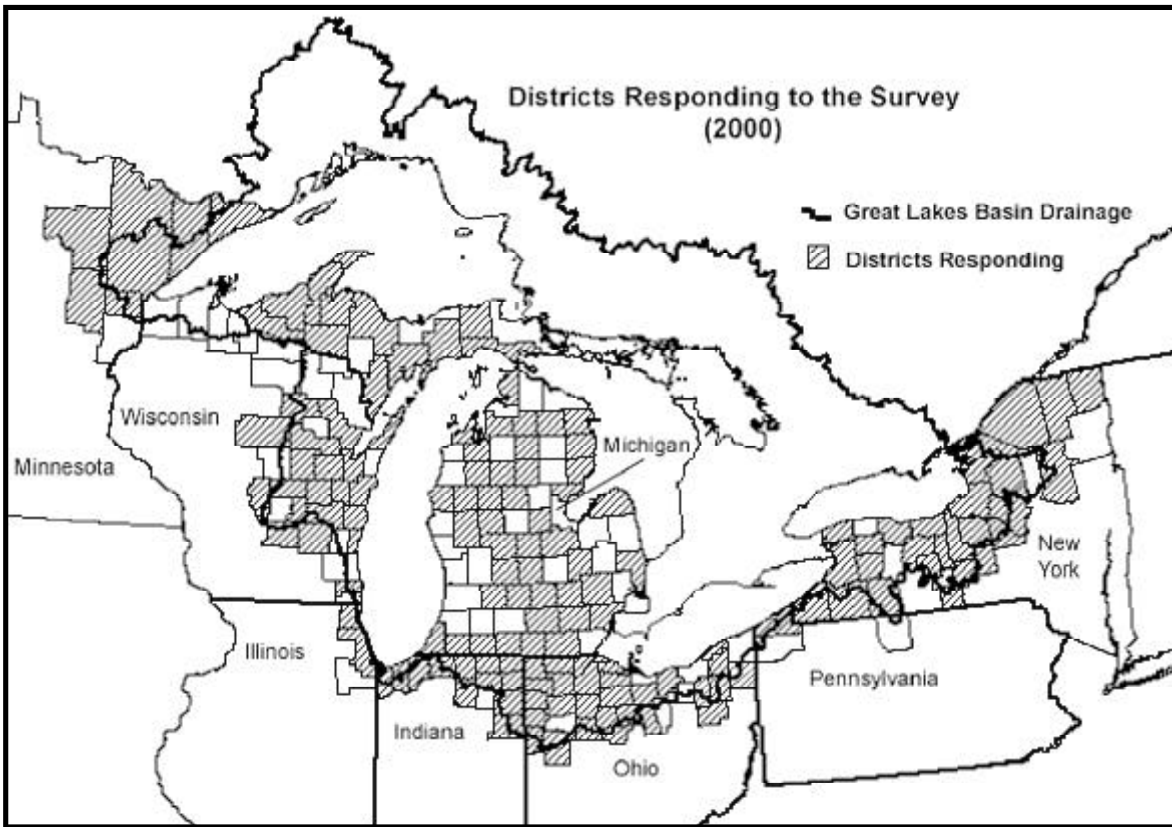 Districts Responding to the Survey
(2000)
Great Lakes Basin Drainage
Districts Responding
Wisconsin
Michigan
Minnesota
New
York
Illinois
Pennsylvania
Indiana
Ohio